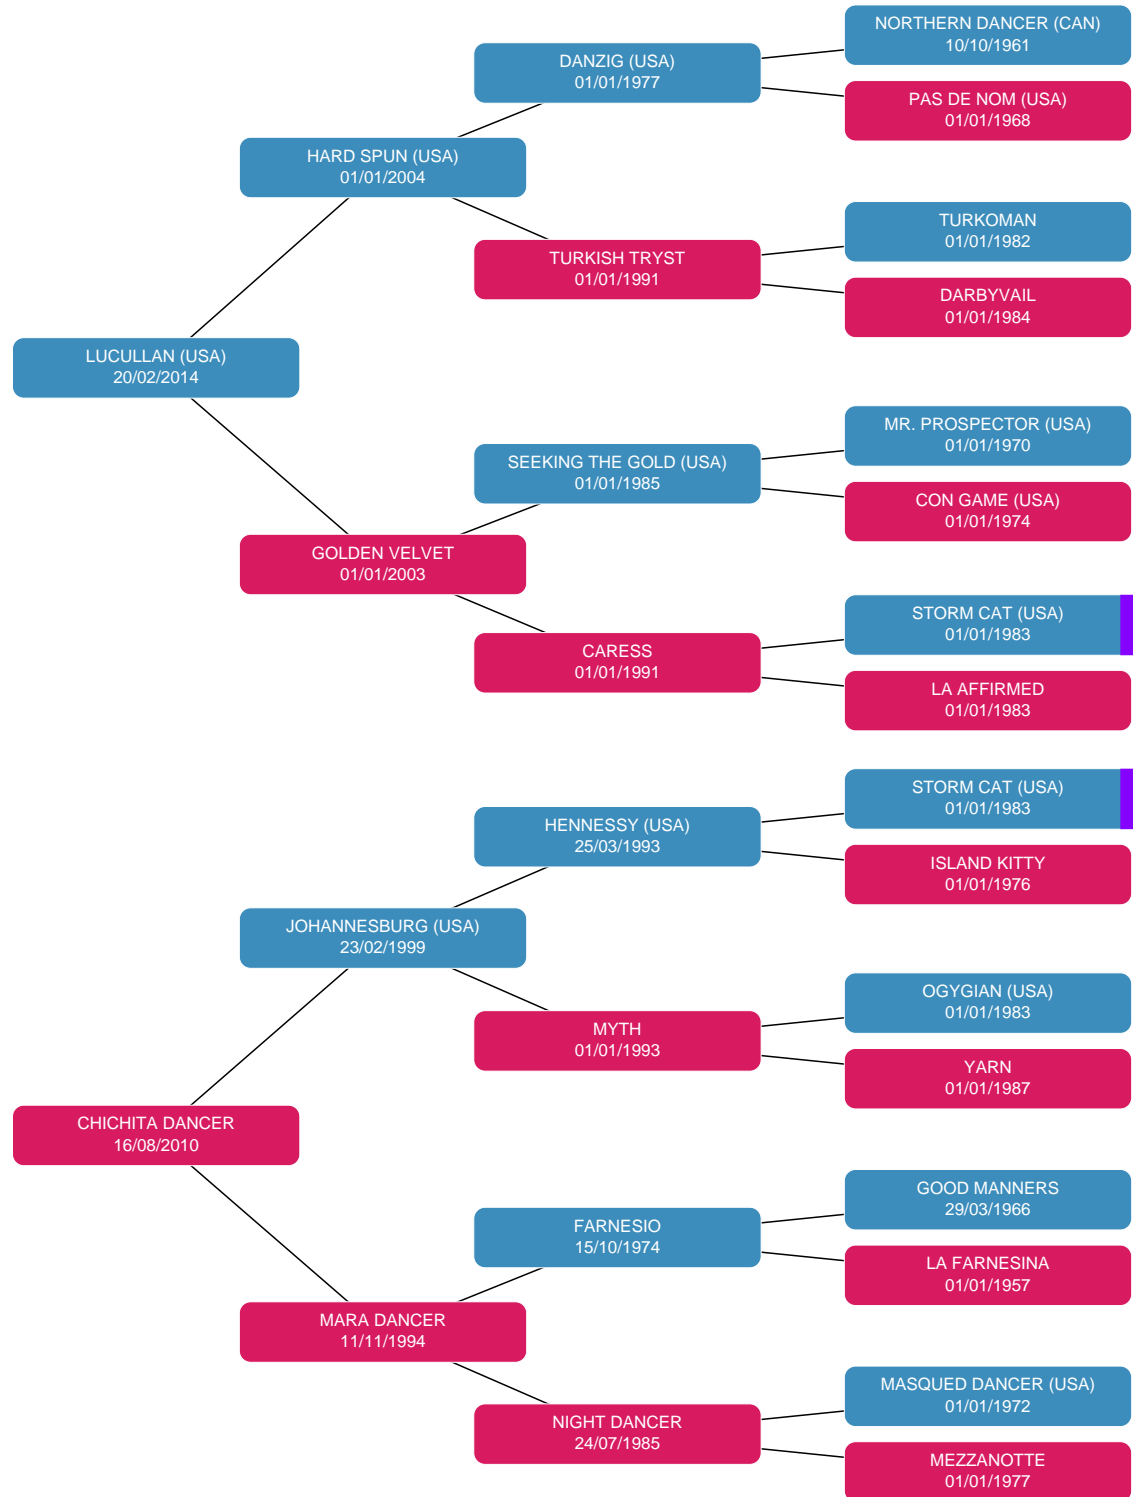 NORTHERN DANCER (CAN)
10/10/1961
DANZIG (USA)
01/01/1977
PAS DE NOM (USA)
01/01/1968
HARD SPUN (USA)
01/01/2004
TURKOMAN
01/01/1982
TURKISH TRYST
01/01/1991
DARBYVAIL
01/01/1984
LUCULLAN (USA)
20/02/2014
MR. PROSPECTOR (USA)
01/01/1970
SEEKING THE GOLD (USA)
01/01/1985
CON GAME (USA)
01/01/1974
GOLDEN VELVET
01/01/2003
STORM CAT (USA)
01/01/1983
CARESS
01/01/1991
LA AFFIRMED
01/01/1983
STORM CAT (USA)
01/01/1983
HENNESSY (USA)
25/03/1993
ISLAND KITTY
01/01/1976
JOHANNESBURG (USA)
23/02/1999
OGYGIAN (USA)
01/01/1983
MYTH
01/01/1993
YARN
01/01/1987
CHICHITA DANCER
16/08/2010
GOOD MANNERS
29/03/1966
FARNESIO
15/10/1974
LA FARNESINA
01/01/1957
MARA DANCER
11/11/1994
MASQUED DANCER (USA)
01/01/1972
NIGHT DANCER
24/07/1985
MEZZANOTTE
01/01/1977